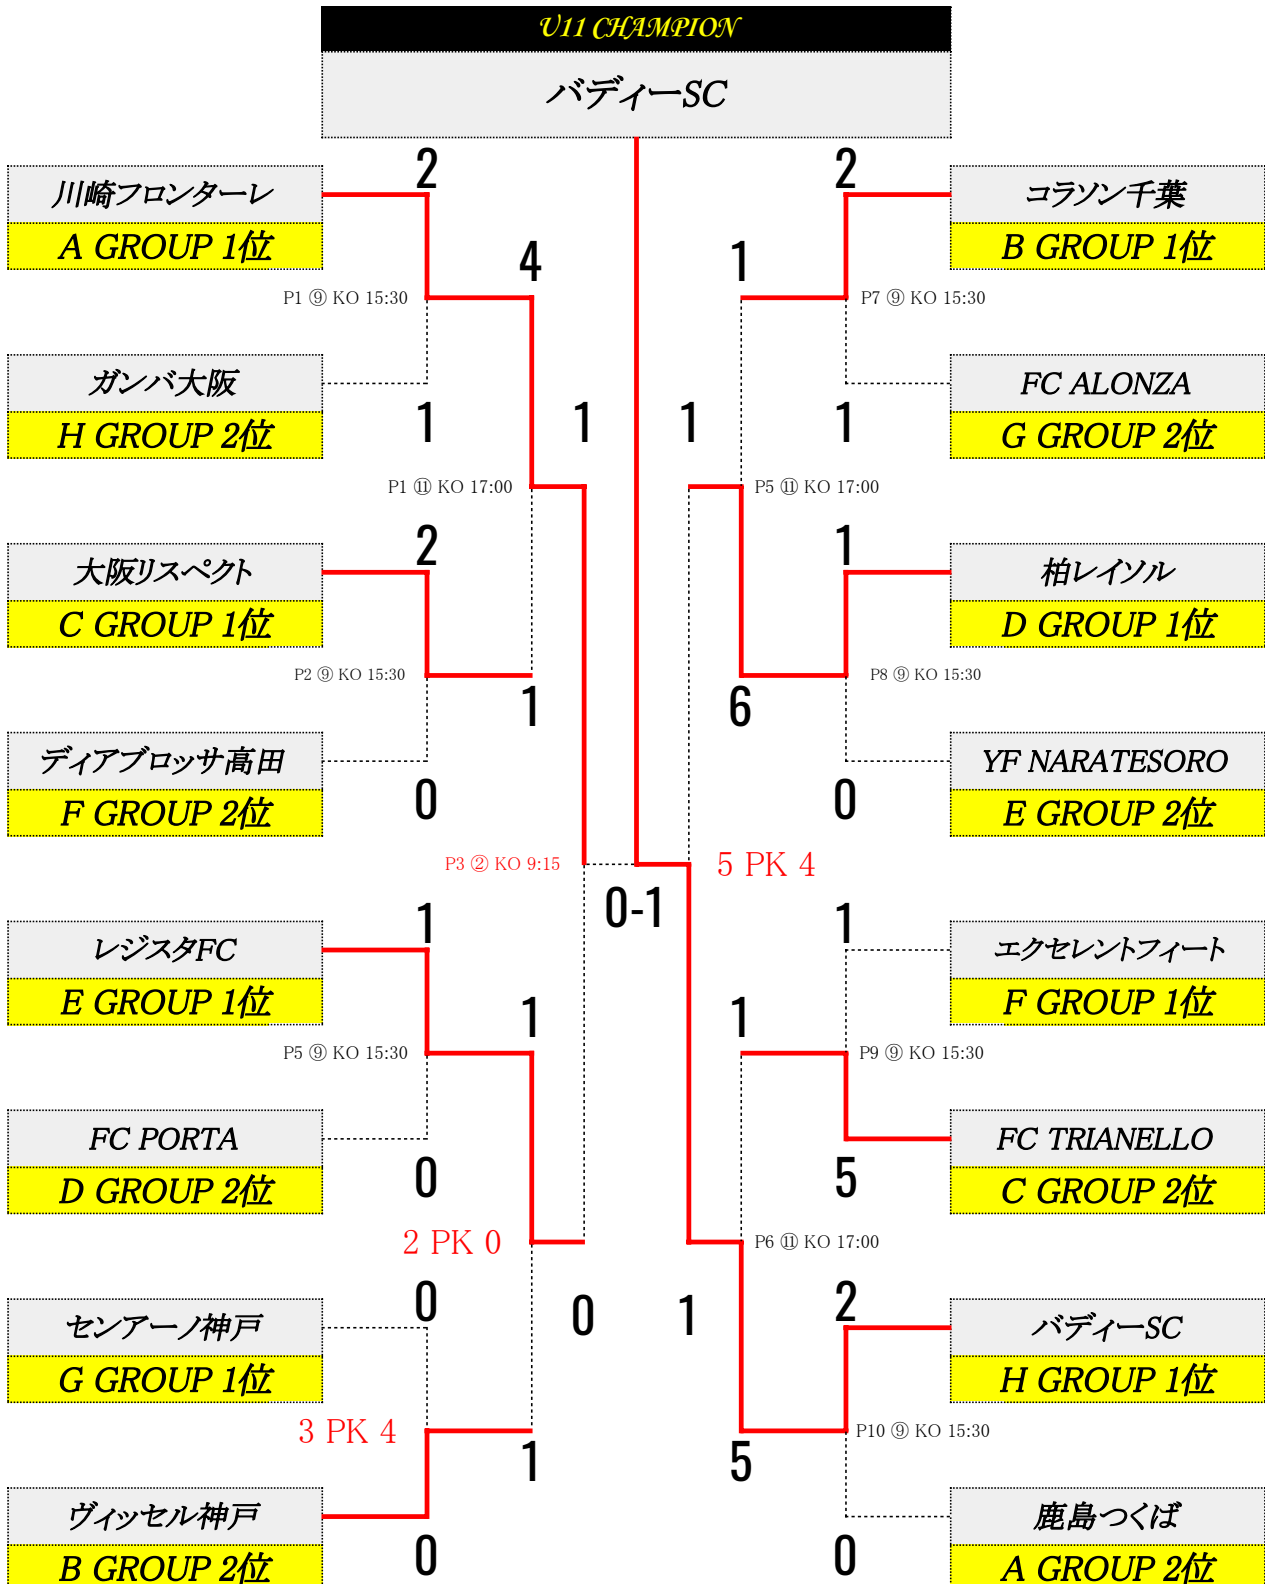 U11 CHAMPION
バディーSC
2
2
川崎フロンターレ
コラソン千葉
A GROUP 1位
B GROUP 1位
4
1
P1 ⑨ KO 15:30
P7 ⑨ KO 15:30
ガンバ大阪
FC ALONZA
H GROUP 2位
G GROUP 2位
1
1
1
1
P1 ⑪ KO 17:00
P5 ⑪ KO 17:00
2
1
大阪リスペクト
柏レイソル
C GROUP 1位
D GROUP 1位
P2 ⑨ KO 15:30
P8 ⑨ KO 15:30
1
6
ディアブロッサ高田
YF NARATESORO
F GROUP 2位
E GROUP 2位
0
0
P3 ② KO 9:15
5 PK 4
0-1
1
1
レジスタFC
エクセレントフィート
E GROUP 1位
F GROUP 1位
1
1
P5 ⑨ KO 15:30
P9 ⑨ KO 15:30
FC PORTA
FC TRIANELLO
D GROUP 2位
C GROUP 2位
0
5
2 PK 0
P6 ⑪ KO 17:00
0
0
1
2
センアーノ神戸
バディーSC
G GROUP 1位
H GROUP 1位
3 PK 4
P10 ⑨ KO 15:30
1
5
ヴィッセル神戸
鹿島つくば
B GROUP 2位
A GROUP 2位
0
0